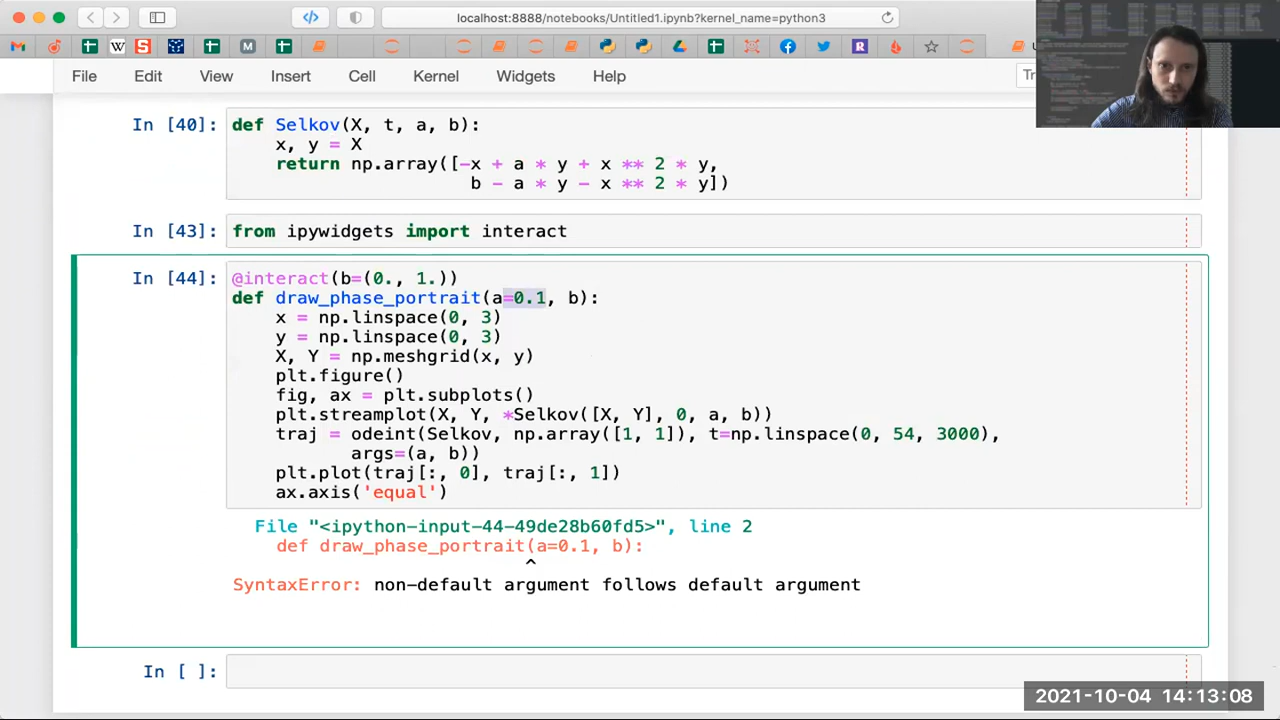 localhost:8888/notebooks/Untitled1.ipynb?kernel_name=python3
File Edit View Insert Cell Kernel Widgets Help
In [40]: def Selkov(X, t, a, b):
x, y = X
return np.array([-x + a * y + x ** 2 * y,
b - a * y - x ** 2 * y])
In [43]: from ipywidgets import interact
In [44]: @interact(b=(0., 1.))
def draw_phase_portrait(a=0.1, b):
x = np.linspace(0, 3)
y = np.linspace(0, 3)
X, Y = np.meshgrid(x, y)
plt.figure()
fig, ax = plt.subplots()
plt.streamplot(X, Y, *Selkov([X, Y], 0, a, b))
traj = odeint(Selkov, np.array([1, 1]), t=np.linspace(0, 54, 3000),
args=(a, b))
plt.plot(traj[:, 0], traj[:, 1])
ax.axis('equal')
File "<ipython-input-44-49de28b60fd5>", line 2
def draw_phase_portrait(a=0.1, b):
^
SyntaxError: non-default argument follows default argument
In [ ]:
2021-10-04 14:13:08